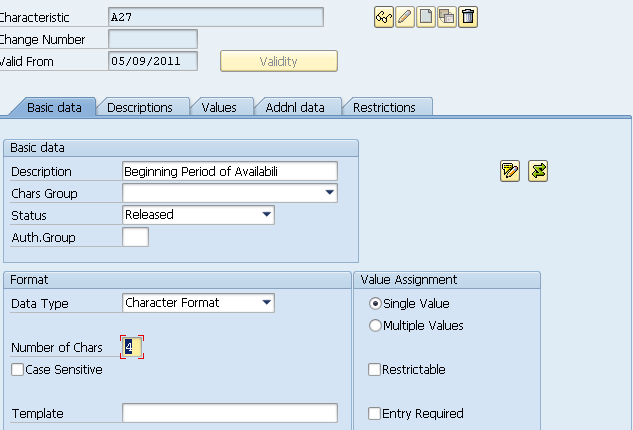 Characteristic A27
Change Number
Valid From 05/09/2011 Validity
Basic data Descriptions Values Addnl data Restrictions
Basic data
Description Beginning Period of Availabili
Chars Group
Status Released
Auth.Group
Format Value Assignment
Data Type Character Format Single Value
Multiple Values
Number of Chars 4
Case Sensitive Restrictable
Template Entry Required